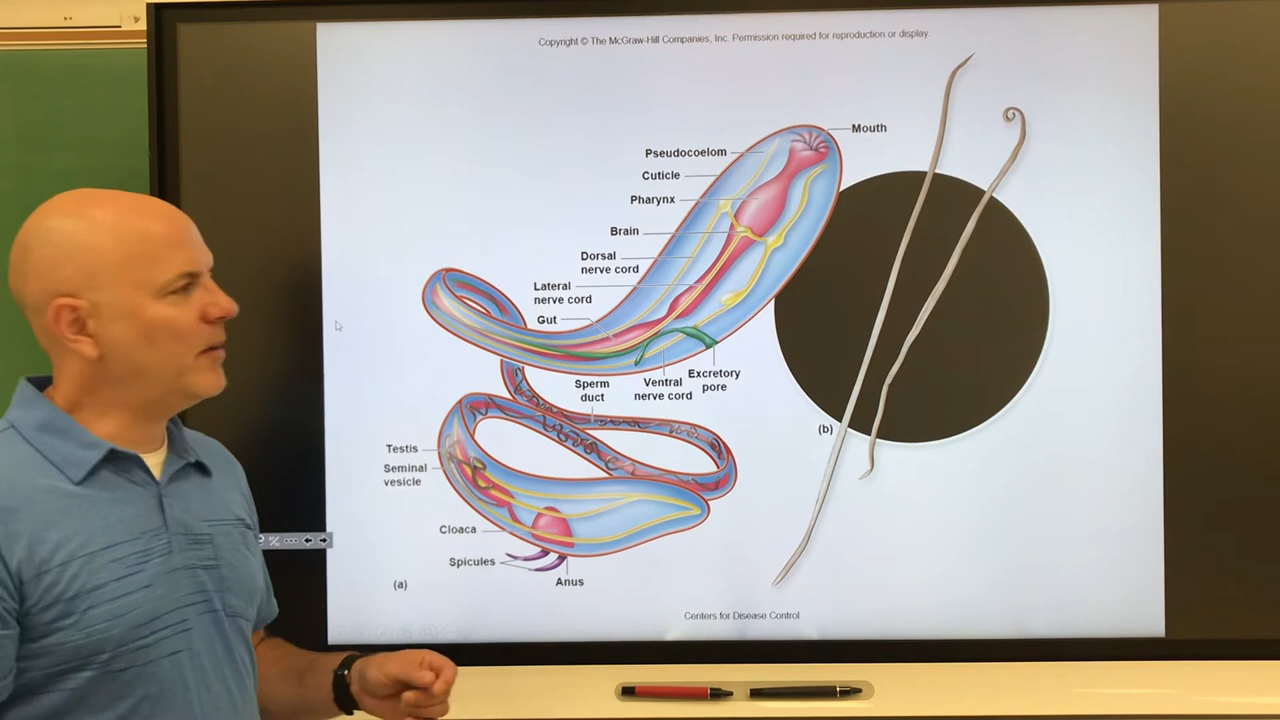 Copyright © The McGraw-Hill Companies, Inc. Permission required for reproduction or display.
Mouth
Pseudocoelom
Cuticle
Pharynx
Brain
Dorsal
nerve cord
Lateral
nerve cord
Gut
Sperm
duct
Ventral
nerve cord
Excretory
pore
(b)
Testis
Seminal
vesicle
Cloaca
Spicules
Anus
(a)
Centers for Disease Control